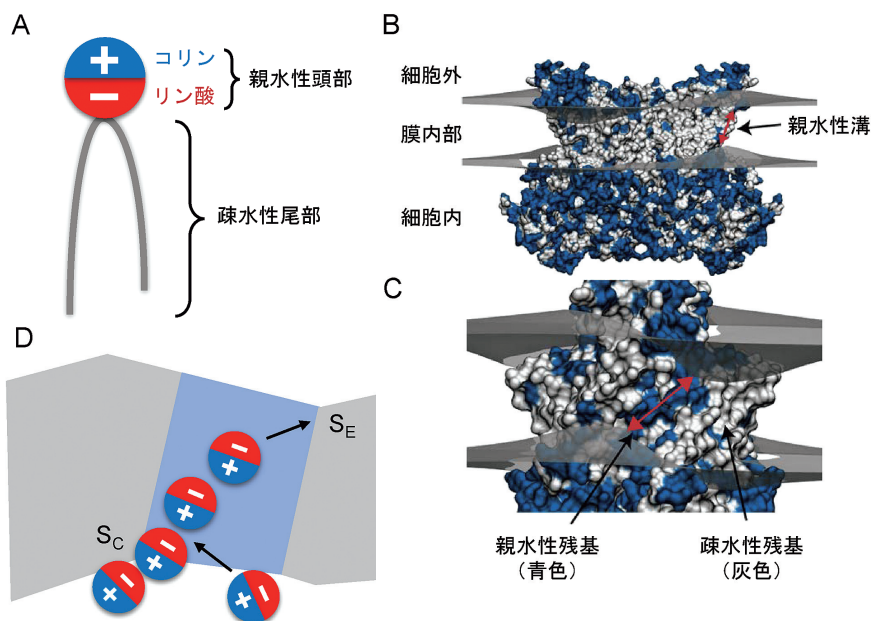 A
＋
コリン
−
リン酸
親水性頭部
疎水性尾部
B
細胞外
膜内部
細胞内
親水性溝
C
親水性残基
（青色）
疎水性残基
（灰色）
D
SE
SC
−
＋
−
＋
−
＋
−
＋
−
＋